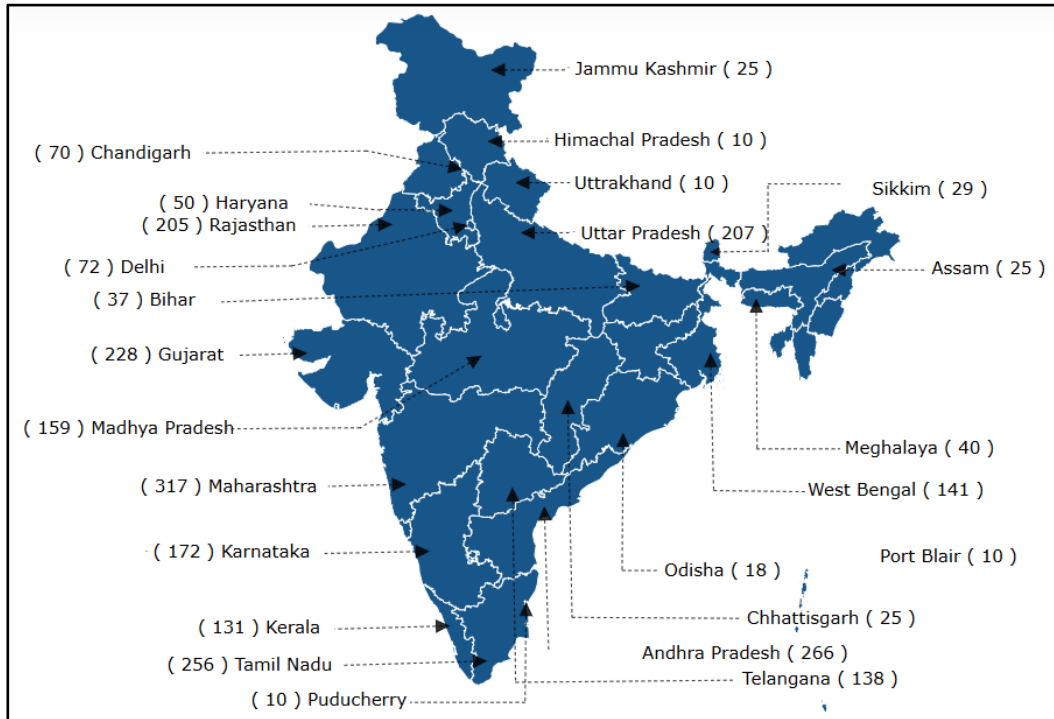 Jammu Kashmir ( 25 )
Himachal Pradesh ( 10 )
( 70 ) Chandigarh
Uttrakhand ( 10 )
Sikkim ( 29 )
( 50 ) Haryana
( 205 ) Rajasthan
Uttar Pradesh ( 207 )
( 72 ) Delhi
Assam ( 25 )
( 37 ) Bihar
( 228 ) Gujarat
( 159 ) Madhya Pradesh
Meghalaya ( 40 )
( 317 ) Maharashtra
West Bengal ( 141 )
( 172 ) Karnataka
Port Blair ( 10 )
Odisha ( 18 )
Chhattisgarh ( 25 )
( 131 ) Kerala
Andhra Pradesh ( 266 )
( 256 ) Tamil Nadu
Telangana ( 138 )
( 10 ) Puducherry